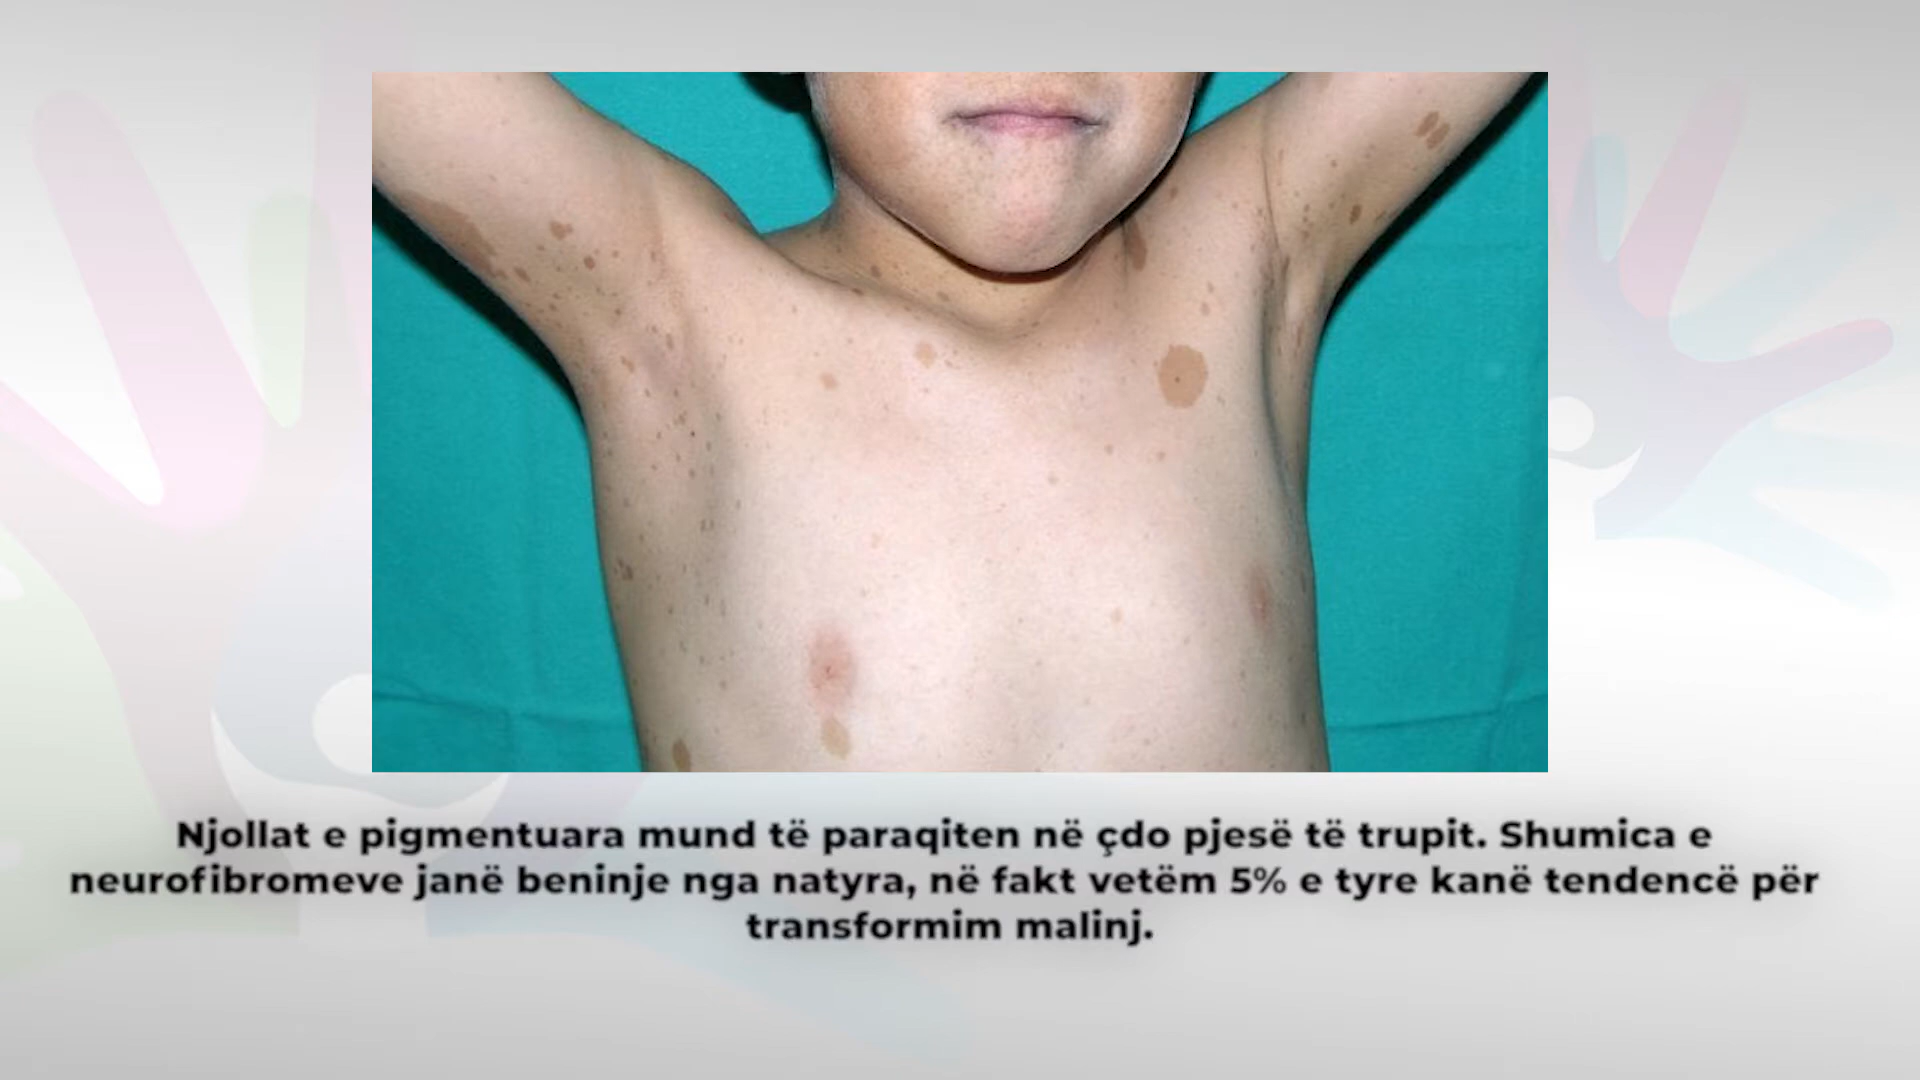 Njollat e pigmentuara mund të paraqiten në çdo pjesë të trupit. Shumica e
neurofibromeve janë beninje nga natyra, në fakt vetëm 5% e tyre kanë tendencë për
transformim malinj.